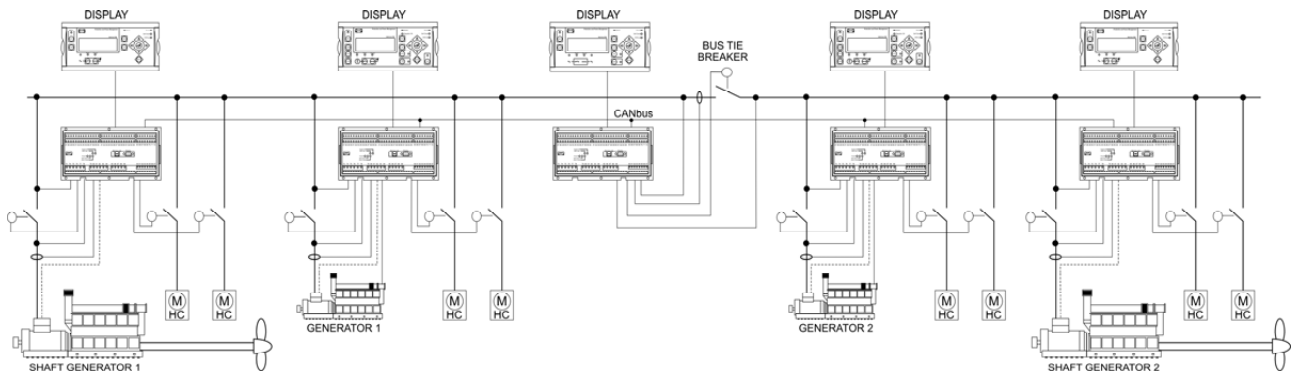 DISPLAY
DISPLAY
DISPLAY
DISPLAY
DISPLAY
BUS TIE
BREAKER
CANbus
M
HC
M
HC
M
HC
M
HC
M
HC
M
HC
M
HC
M
HC
GENERATOR 1
GENERATOR 2
SHAFT GENERATOR 1
SHAFT GENERATOR 2